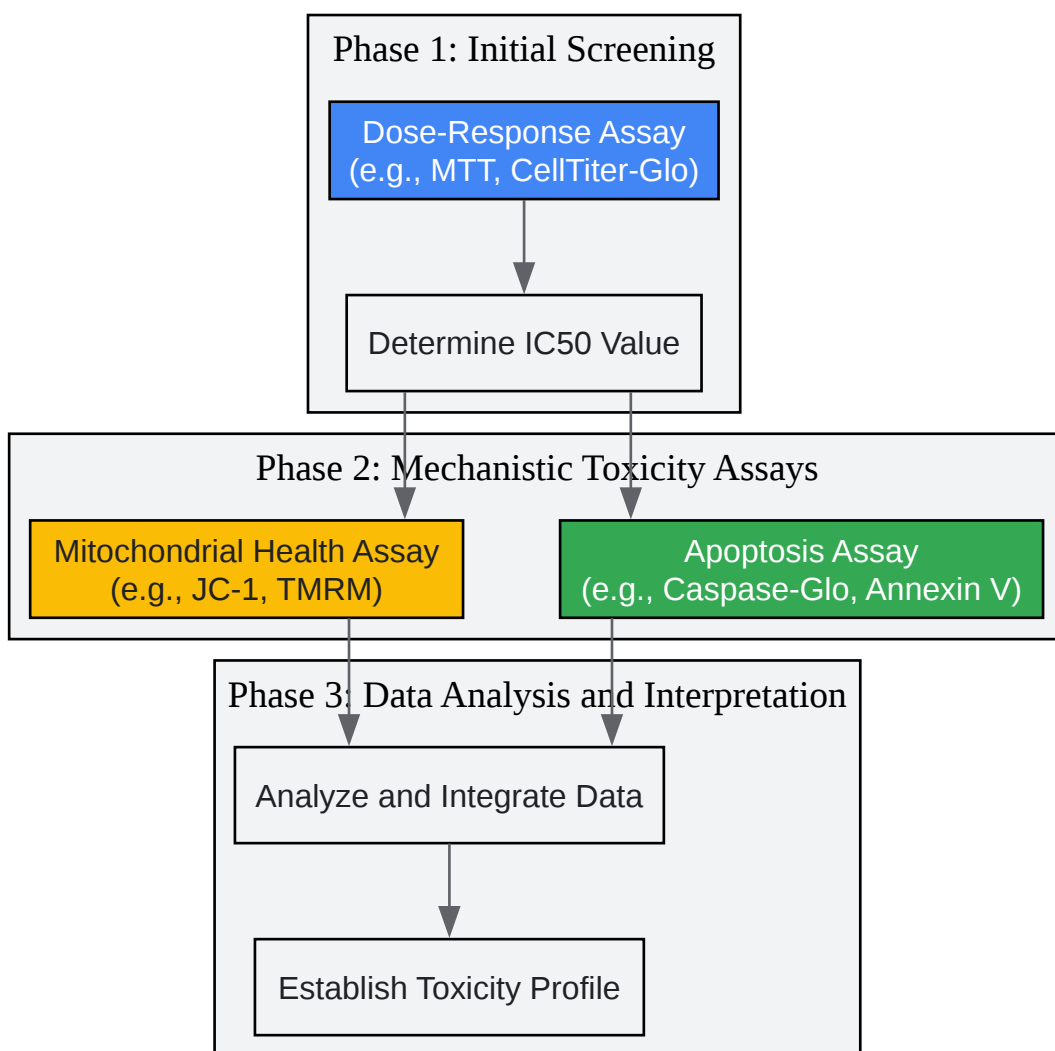 Phase 1: Initial Screening
Dose-Response Assay
(e.g., MTT, CellTiter-Glo)
Determine IC50 Value
Phase 2: Mechanistic Toxicity Assays
Mitochondrial Health Assay
(e.g., JC-1, TMRM)
Apoptosis Assay
(e.g., Caspase-Glo, Annexin V)
Phase 3: Data Analysis and Interpretation
Analyze and Integrate Data
Establish Toxicity Profile